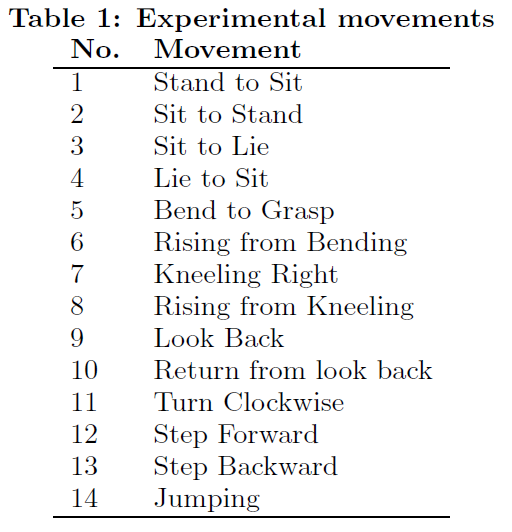 Table 1: Experimental movements
No. Movement
1 Stand to Sit
2 Sit to Stand
3 Sit to Lie
4 Lie to Sit
5 Bend to Grasp
6 Rising from Bending
7 Kneeling Right
8 Rising from Kneeling
9 Look Back
10 Return from look back
11 Turn Clockwise
12 Step Forward
13 Step Backward
14 Jumping